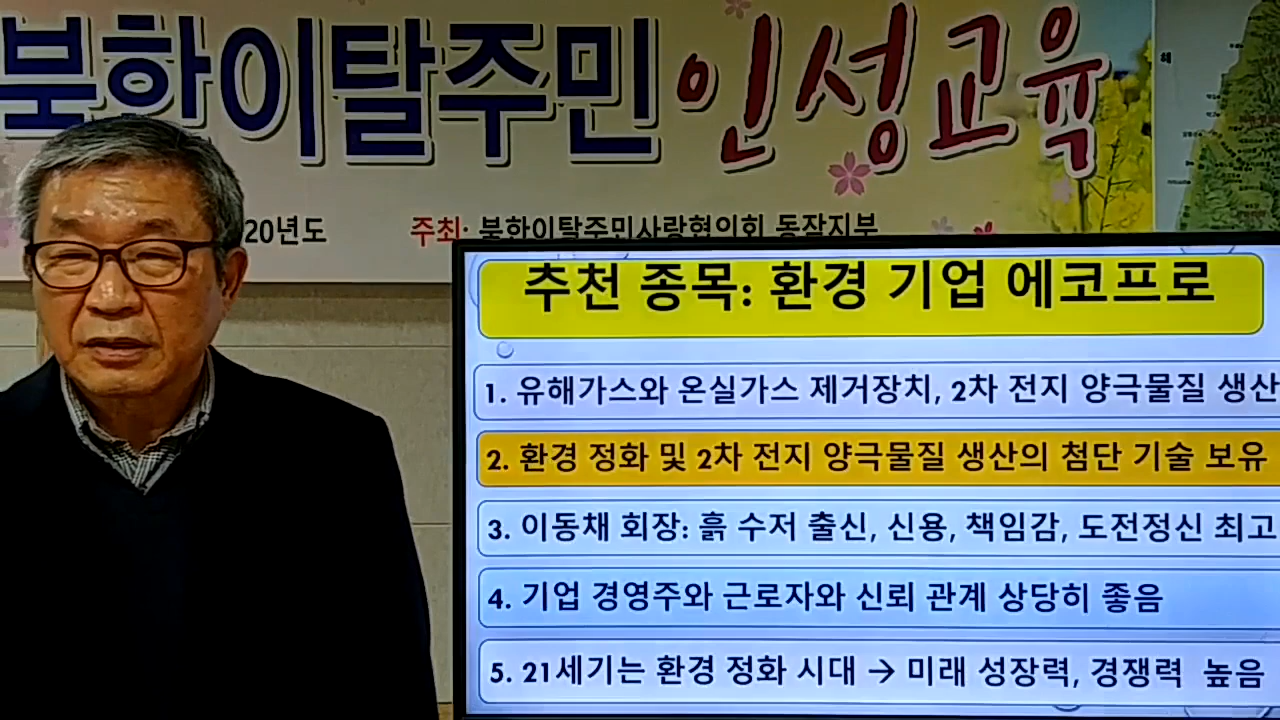 북한이탈주민 인성교육
20년도 주최: 북한이탈주민사랑협의회 동작지부
추천 종목: 환경 기업 에코프로
1. 유해가스와 온실가스 제거장치, 2차 전지 양극물질 생산
2. 환경 정화 및 2차 전지 양극물질 생산의 첨단 기술 보유
3. 이동채 회장: 흙 수저 출신, 신용, 책임감, 도전정신 최고
4. 기업 경영주와 근로자와 신뢰 관계 상당히 좋음
5. 21세기는 환경 정화 시대 → 미래 성장력, 경쟁력 높음